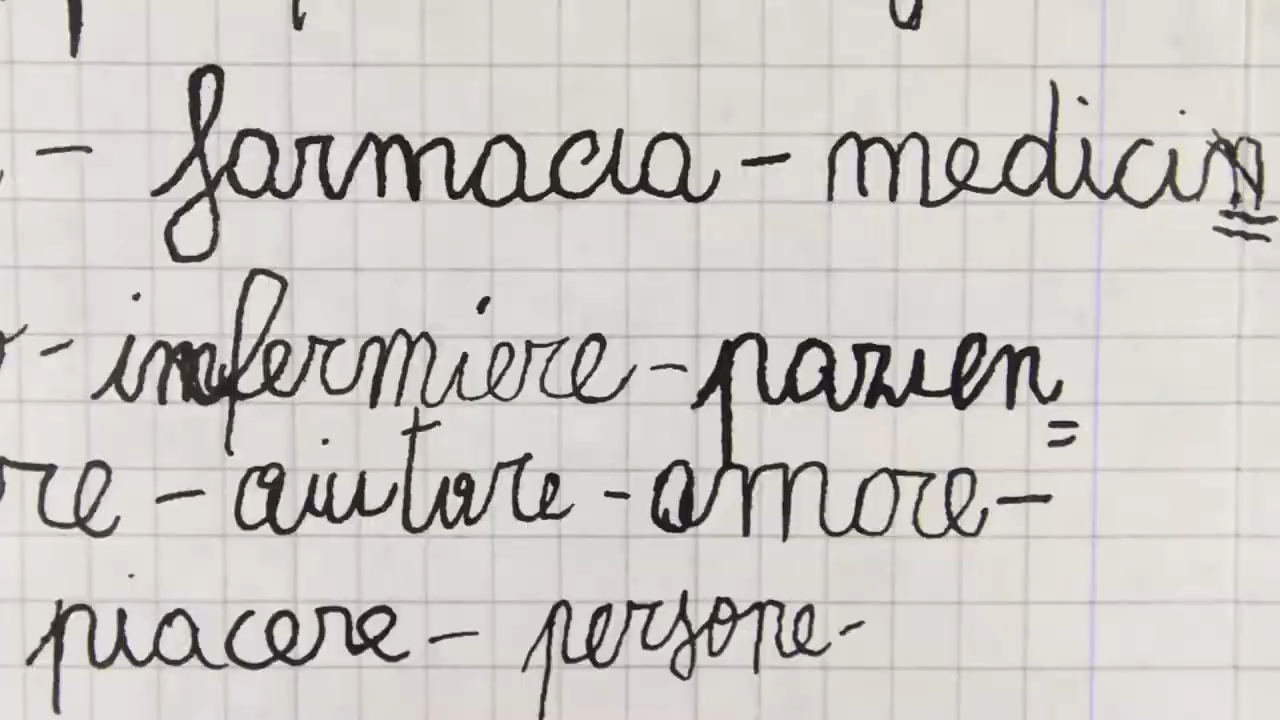 - farmacia - medicin=
- infermiere - pazien=
re - aiutare - amore -
piacere - persone -